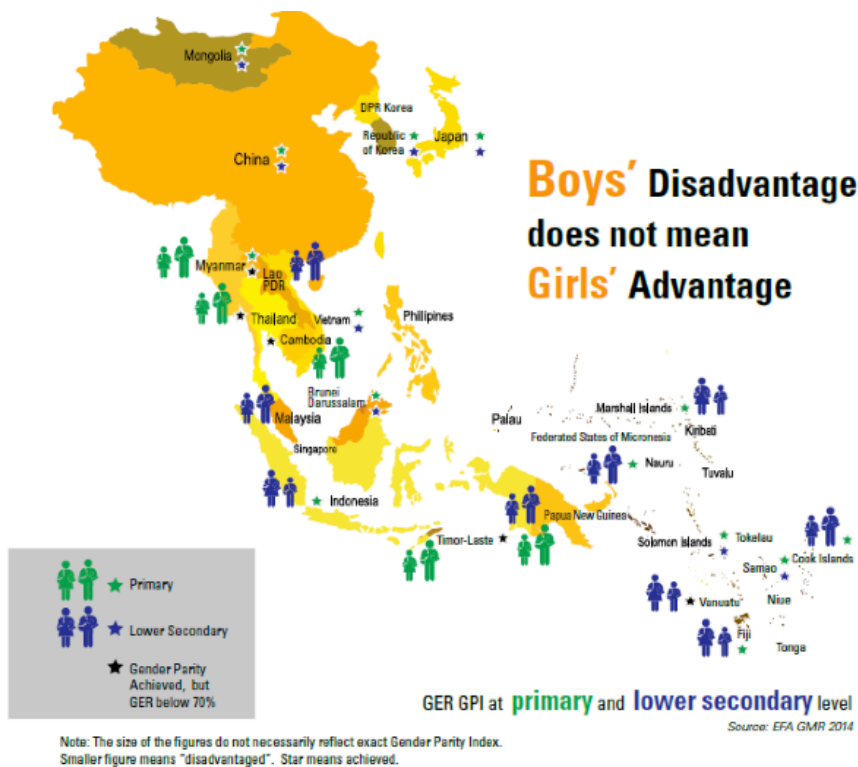 Mongolia
DPR Korea
Republic
of Korea
Japan
China
Boys' Disadvantage
does not mean
Girls' Advantage
Myanmar
Lao
PDR
Thailand
Vietnam
Phillipines
Cambodia
Brunei
Darussalam
Malaysia
Marshall Islands
Palau
Kiribati
Federated States of Micronesia
Singapore
Nauru
Tuvalu
Indonesia
Papua New Guinea
Timor-Laste
Solomon Islands
Tokelau
Cook Islands
Samao
Vanuatu
Niue
Fiji
Tonga
Primary
Lower Secondary
Gender Parity
Achieved, but
GER below 70%
GER GPI at primary and lower secondary level
Source: EFA GMR 2014
Note: The size of the figures do not necessarily reflect exact Gender Parity Index.
Smaller figure means "disadvantaged". Star means achieved.